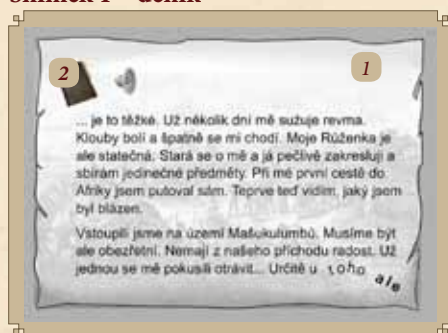 2
1
... je to těžké. Už několik dní mě sužuje revma.
Klouby bolí a špatně se mi chodí. Moje Růženka je
ale statečná. Stará se o mě a já pečlivě zakresluji a
sbírám jedinečné předměty. Při mé první cestě do
Afriky jsem putoval sám. Teprve teď vidím, jaký jsem
byl blázen.
Vstoupili jsme na území Mašukulumbů. Musíme být
ale obezřetní. Nemají z našeho příchodu radost. Už
jednou se mě pokusili otrávit... Určitě u toho
ale